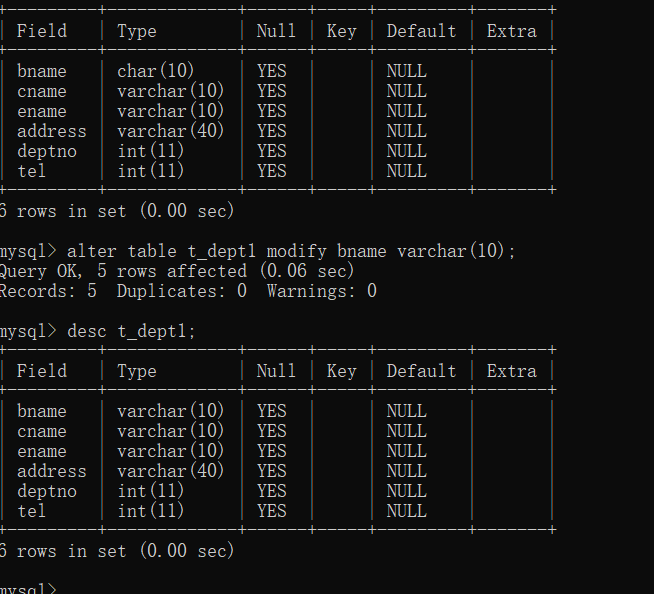 +---------+-------------+------+-----+---------+-------+
| Field   | Type        | Null | Key | Default | Extra |
+---------+-------------+------+-----+---------+-------+
| bname   | char(10)    | YES  |     | NULL    |       |
| cname   | varchar(10) | YES  |     | NULL    |       |
| ename   | varchar(10) | YES  |     | NULL    |       |
| address | varchar(40) | YES  |     | NULL    |       |
| deptno  | int(11)     | YES  |     | NULL    |       |
| tel     | int(11)     | YES  |     | NULL    |       |
+---------+-------------+------+-----+---------+-------+
6 rows in set (0.00 sec)
mysql> alter table t_dept1 modify bname varchar(10);
Query OK, 5 rows affected (0.06 sec)
Records: 5  Duplicates: 0  Warnings: 0
mysql> desc t_dept1;
+---------+-------------+------+-----+---------+-------+
| Field   | Type        | Null | Key | Default | Extra |
+---------+-------------+------+-----+---------+-------+
| bname   | varchar(10) | YES  |     | NULL    |       |
| cname   | varchar(10) | YES  |     | NULL    |       |
| ename   | varchar(10) | YES  |     | NULL    |       |
| address | varchar(40) | YES  |     | NULL    |       |
| deptno  | int(11)     | YES  |     | NULL    |       |
| tel     | int(11)     | YES  |     | NULL    |       |
+---------+-------------+------+-----+---------+-------+
6 rows in set (0.00 sec)
mysql>